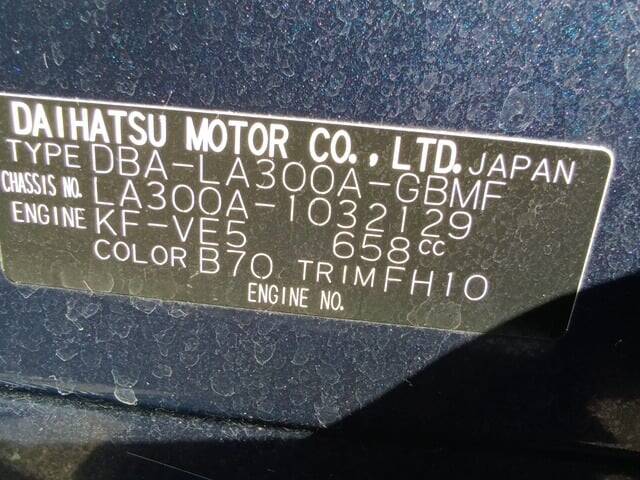 DAIHATSU MOTOR CO., LTD. JAPAN
TYPE DBA-LA300A-GBMF
CHASSIS NO. LA300A-1032129
ENGINE KF-VE5 658cc
COLOR B70 TRIM FH10
ENGINE NO.